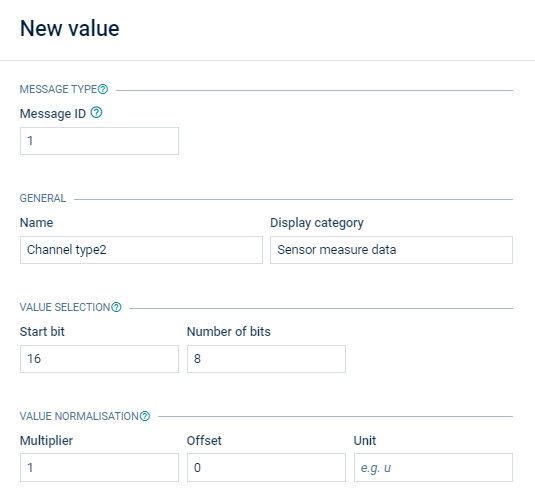 New value
MESSAGE TYPE?
Message ID ?
1
GENERAL
Name Display category
Channel type2 Sensor measure data
VALUE SELECTION?
Start bit Number of bits
16 8
VALUE NORMALISATION?
Multiplier Offset Unit
1 0 e.g. u